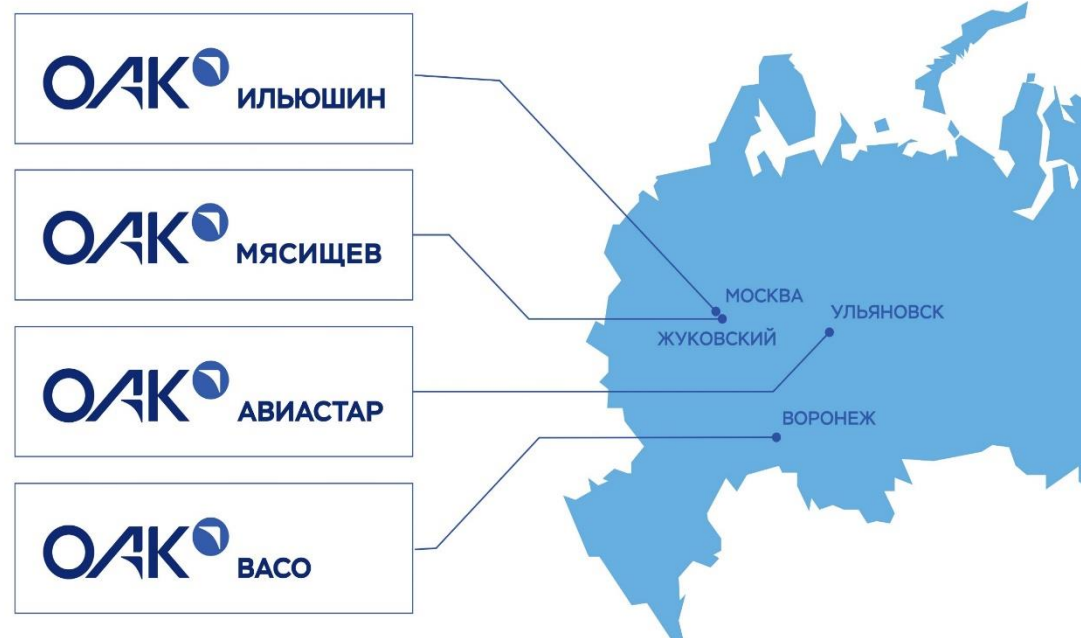 ОАК ИЛЬЮШИН
ОАК МЯСИЩЕВ
ОАК АВИАСТАР
ОАК ВАСО
МОСКВА
ЖУКОВСКИЙ
УЛЬЯНОВСК
ВОРОНЕЖ